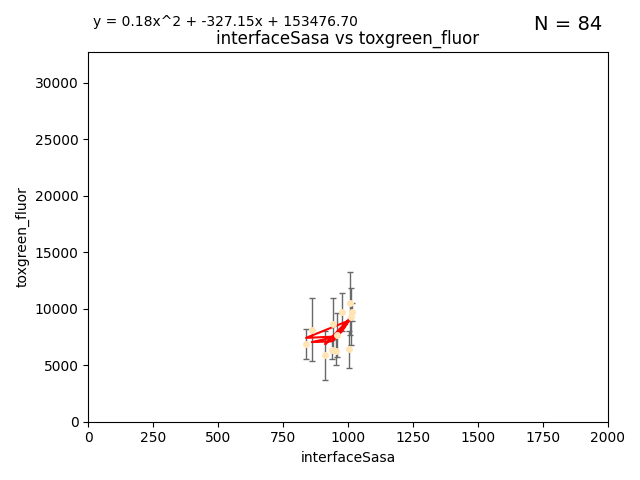 y = 0.18x^2 + -327.15x + 153476.70
N = 84
interfaceSasa vs toxgreen_fluor
30000
25000
20000
15000
10000
5000
0
toxgreen_fluor
0 250 500 750 1000 1250 1500 1750 2000
interfaceSasa